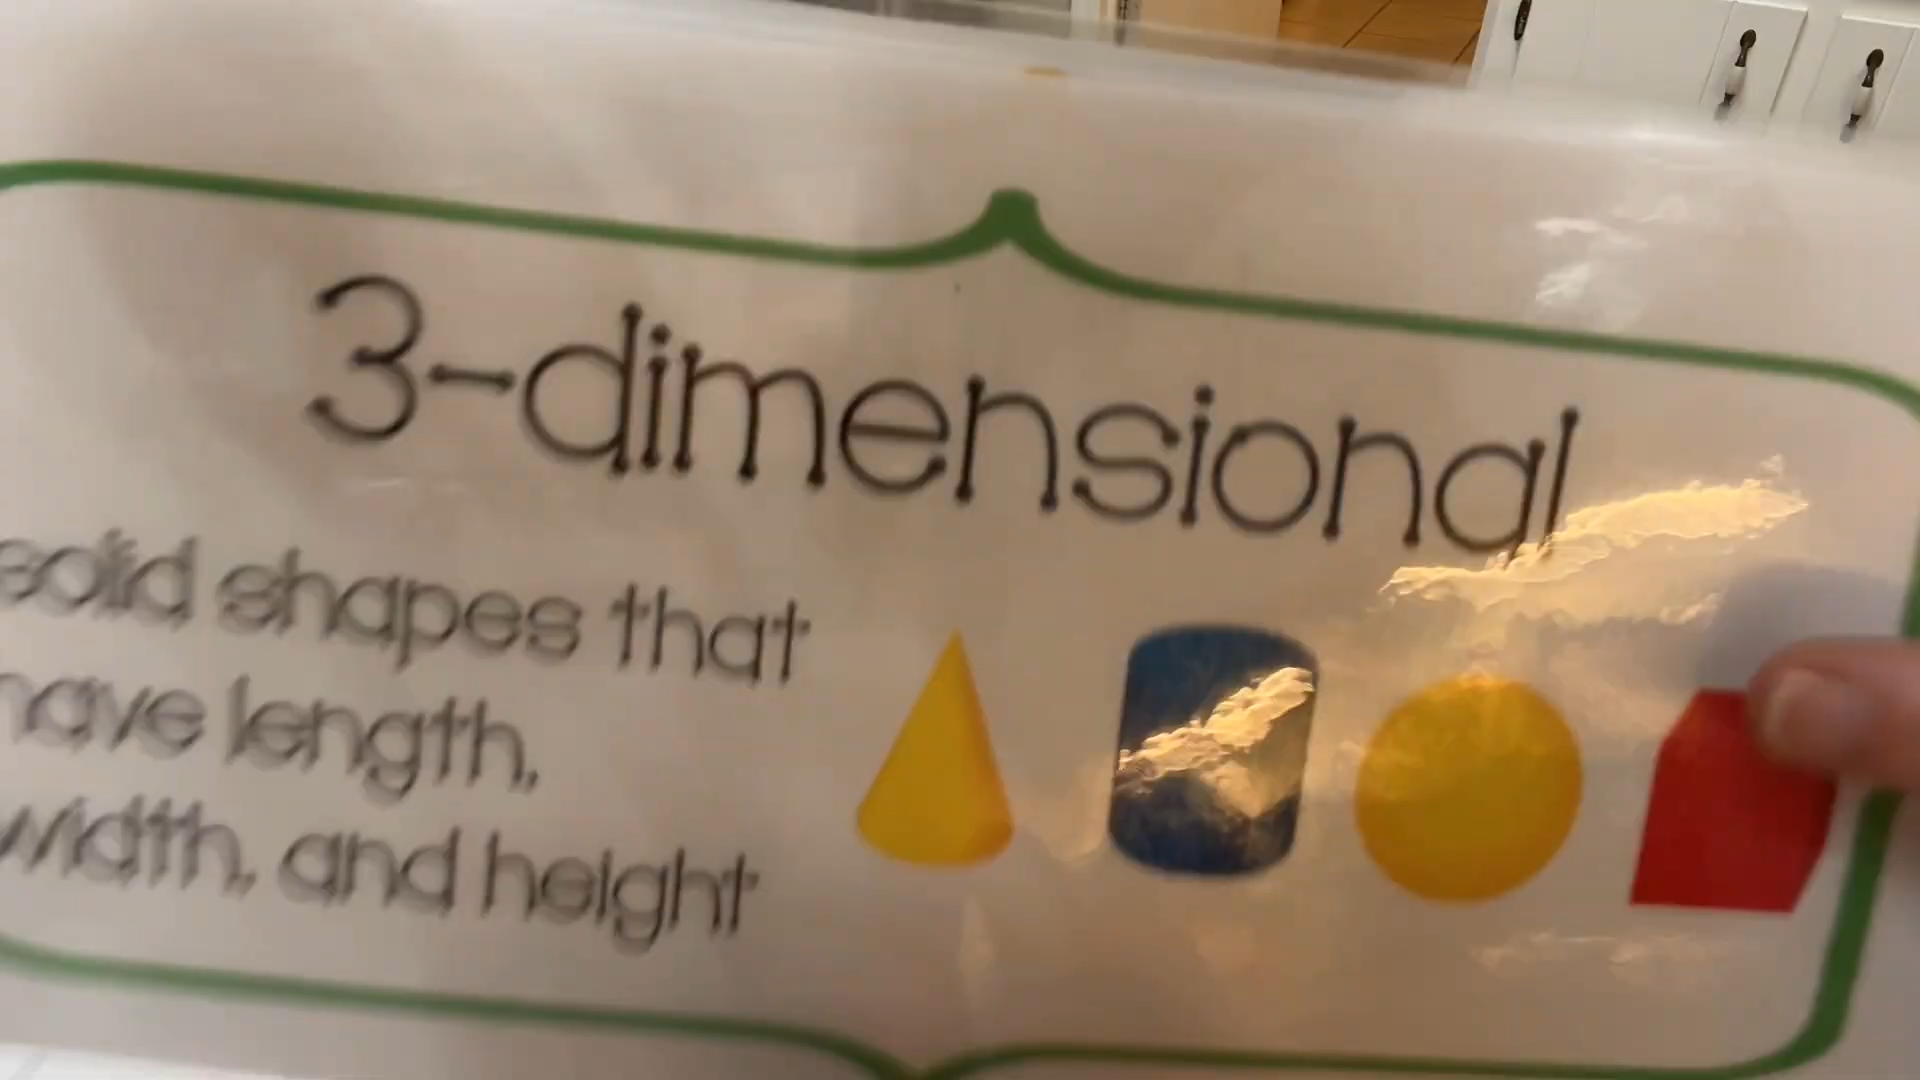 3-dimensional
solid shapes that
have length,
width, and height